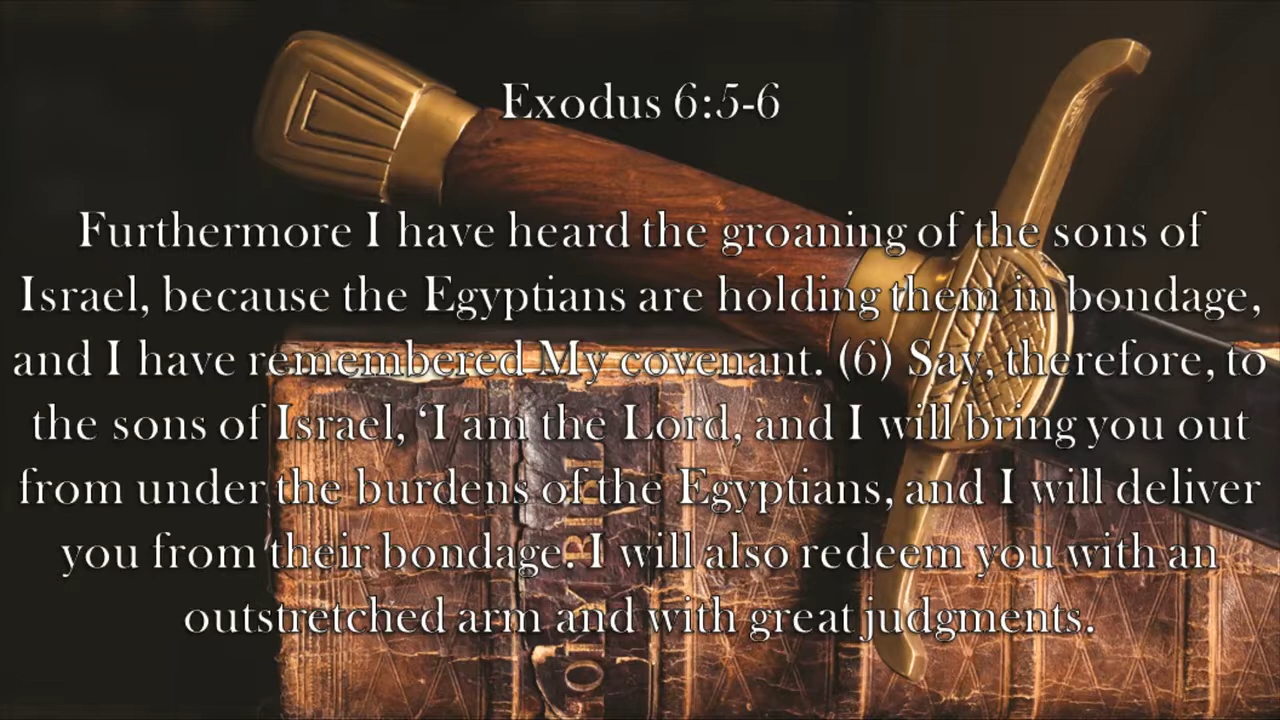 Exodus 6:5-6
Furthermore I have heard the groaning of the sons of
Israel, because the Egyptians are holding them in bondage,
and I have remembered My covenant. (6) Say, therefore, to
the sons of Israel, ‘I am the Lord, and I will bring you out
from under the burdens of the Egyptians, and I will deliver
you from their bondage. I will also redeem you with an
outstretched arm and with great judgments.
HOLY BIBLE